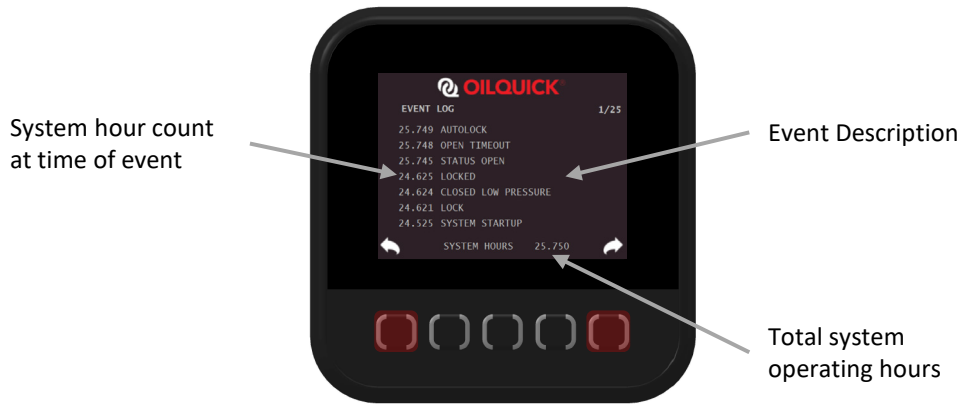 OILQUICK®
EVENT LOG 1/25
25.749 AUTOLOCK
25.748 OPEN TIMEOUT
25.745 STATUS OPEN
24.625 LOCKED
24.624 CLOSED LOW PRESSURE
24.621 LOCK
24.525 SYSTEM STARTUP
SYSTEM HOURS 25.750
System hour count
at time of event
Event Description
Total system
operating hours